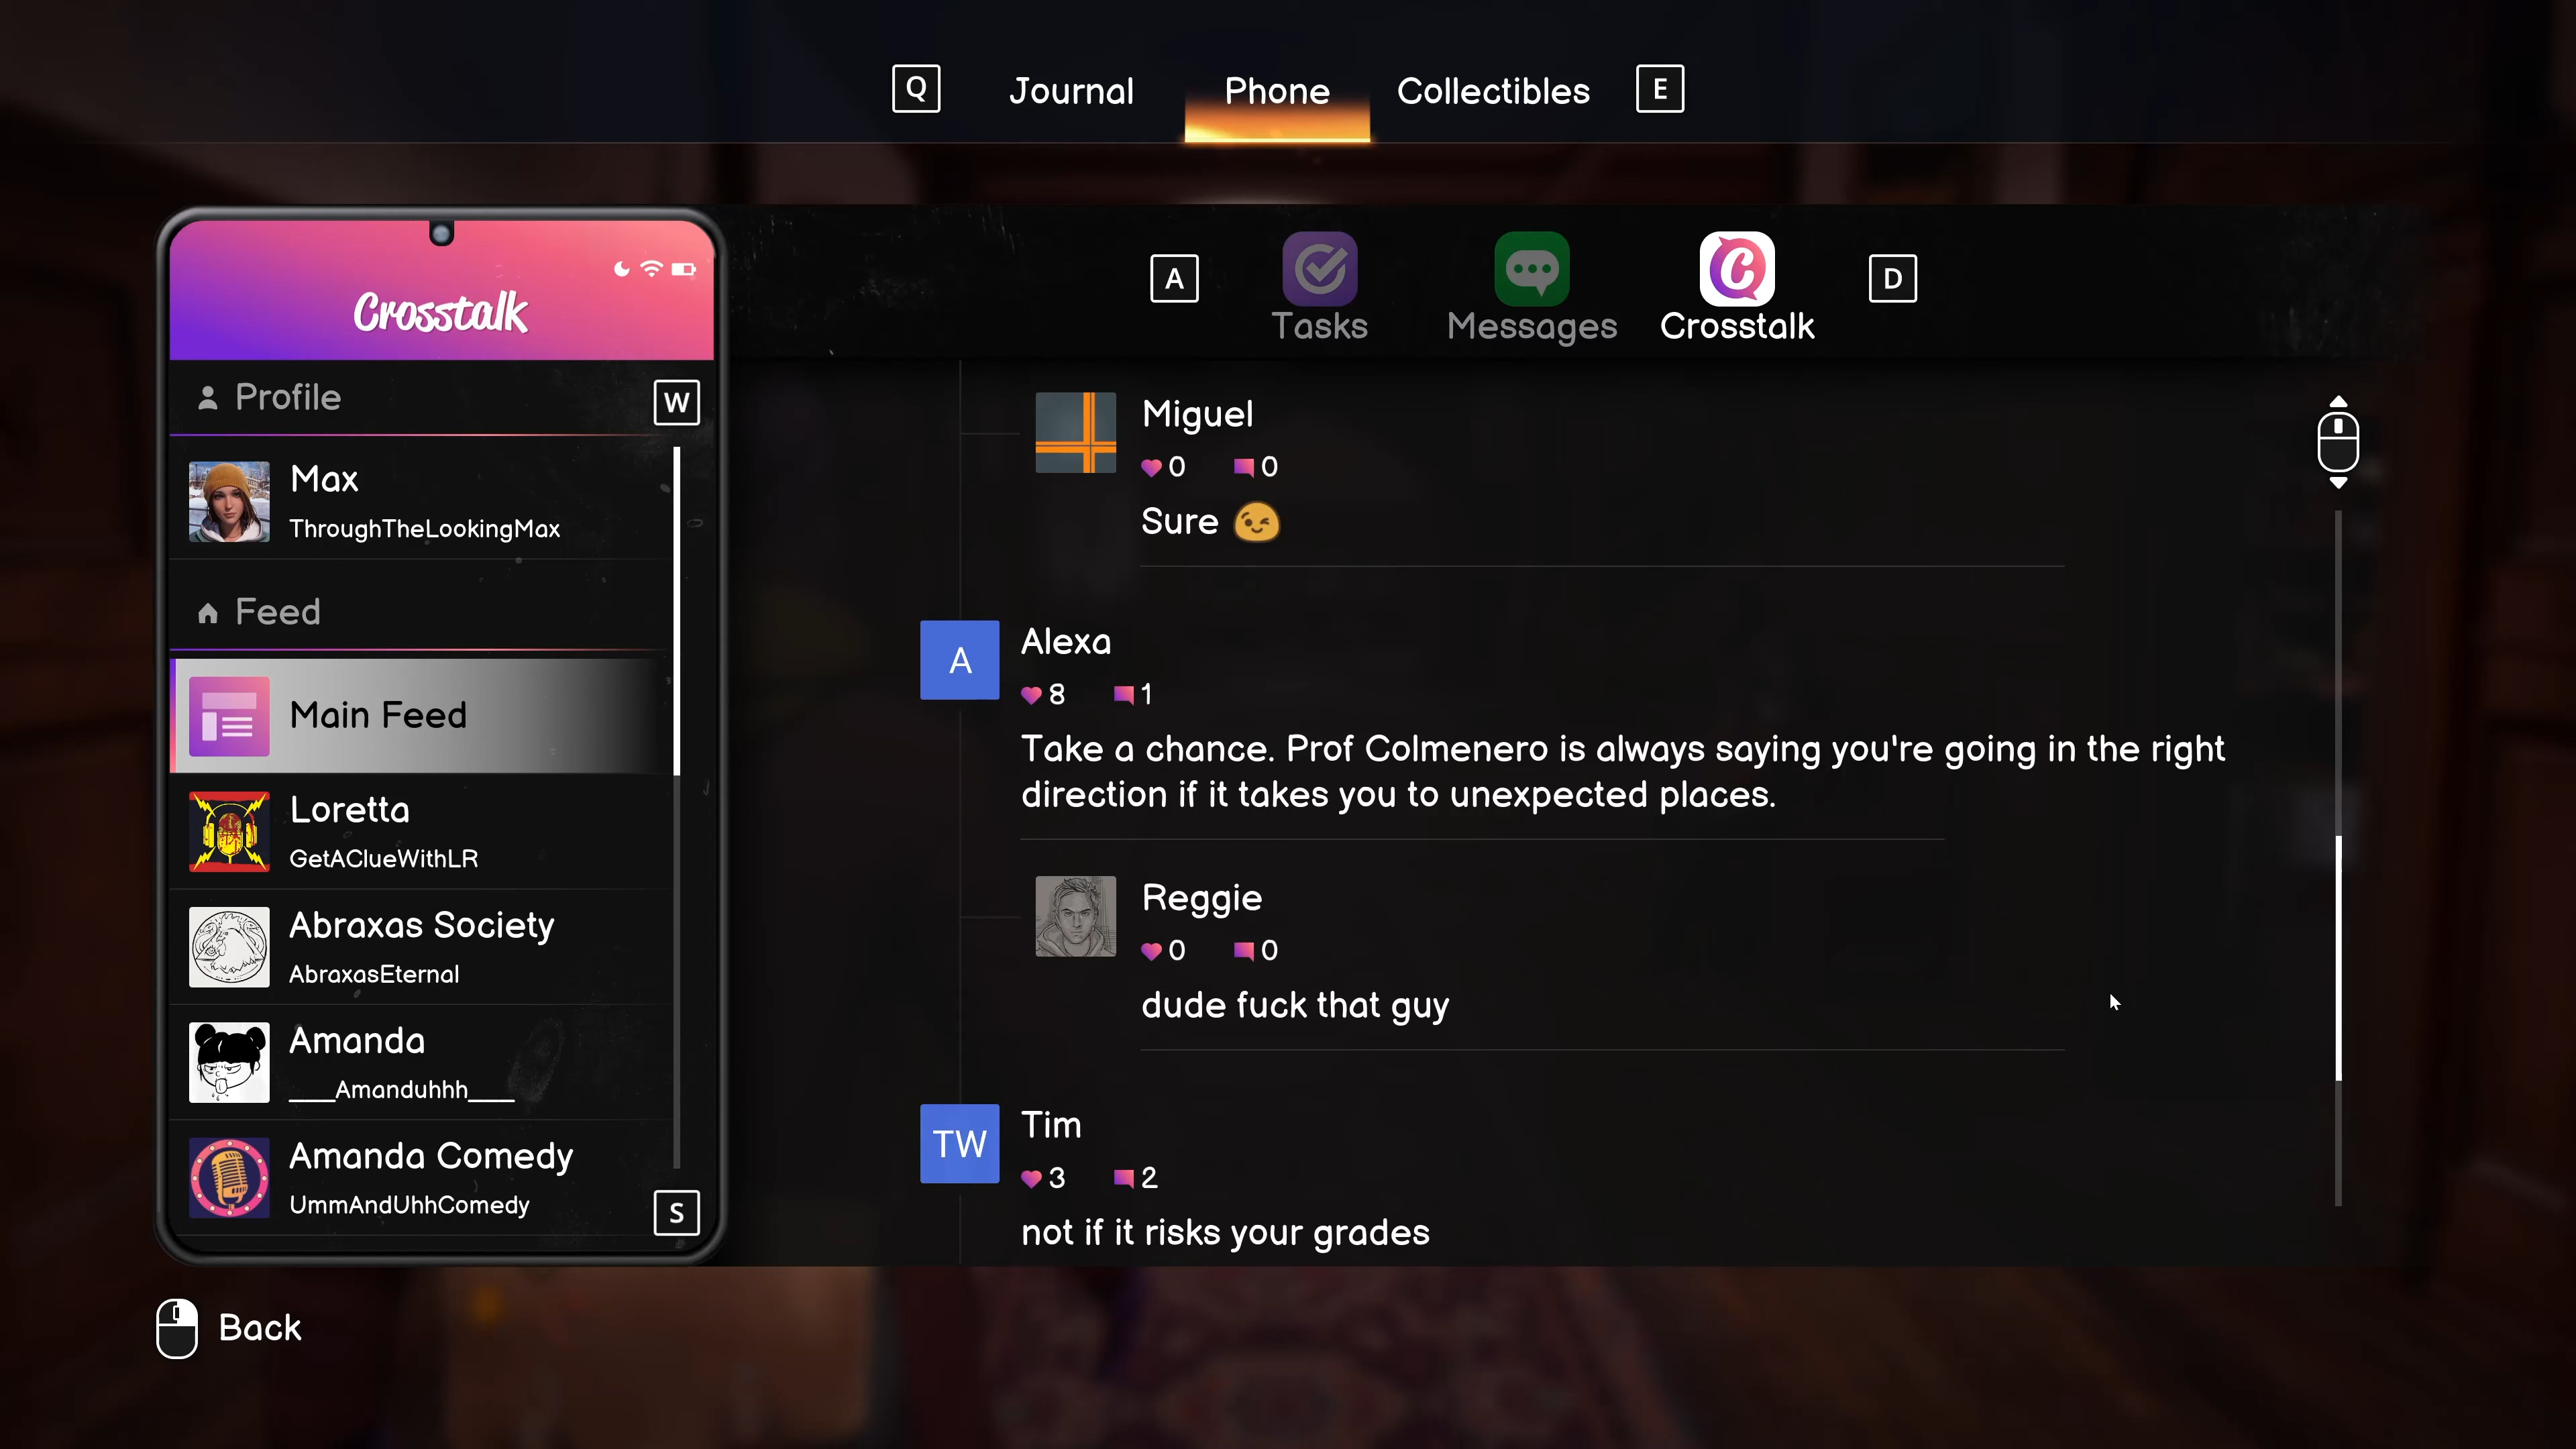 Q
Journal
Phone
Collectibles
E
Crosstalk
A
Tasks
Messages
C
Crosstalk
D
Profile
W
Max
ThroughTheLookingMax
Feed
Main Feed
Loretta
GetAClueWithLR
Abraxas Society
AbraxasEternal
Amanda
____Amanduhhh____
Amanda Comedy
UmmAndUhhComedy
S
Miguel
0 0
Sure 😉
A
Alexa
8 1
Take a chance. Prof Colmenero is always saying you're going in the right
direction if it takes you to unexpected places.
Reggie
0 0
dude fuck that guy
TW
Tim
3 2
not if it risks your grades
Back